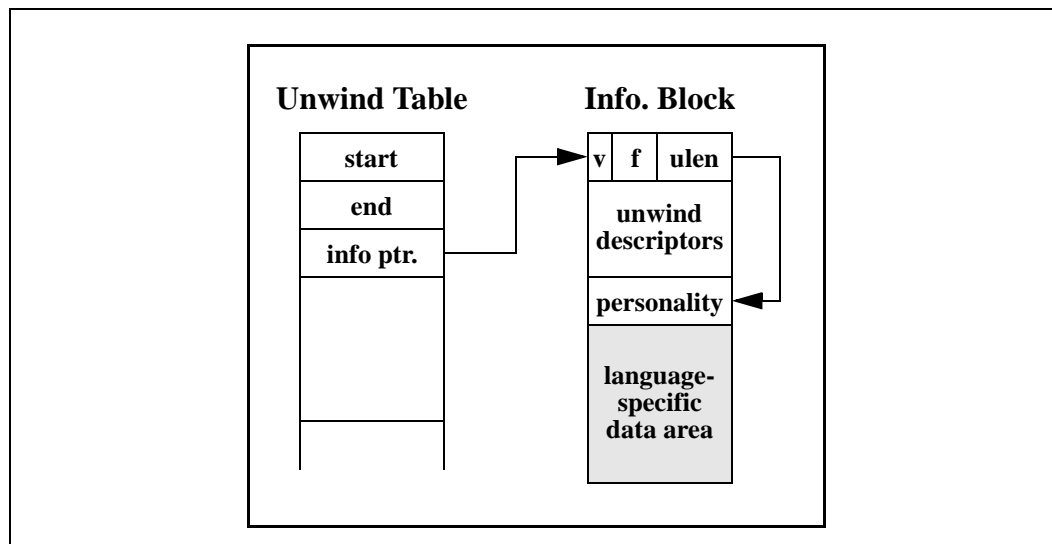 Unwind Table
start
end
info ptr.
Info. Block
v f ulen
unwind
descriptors
personality
language-
specific
data area